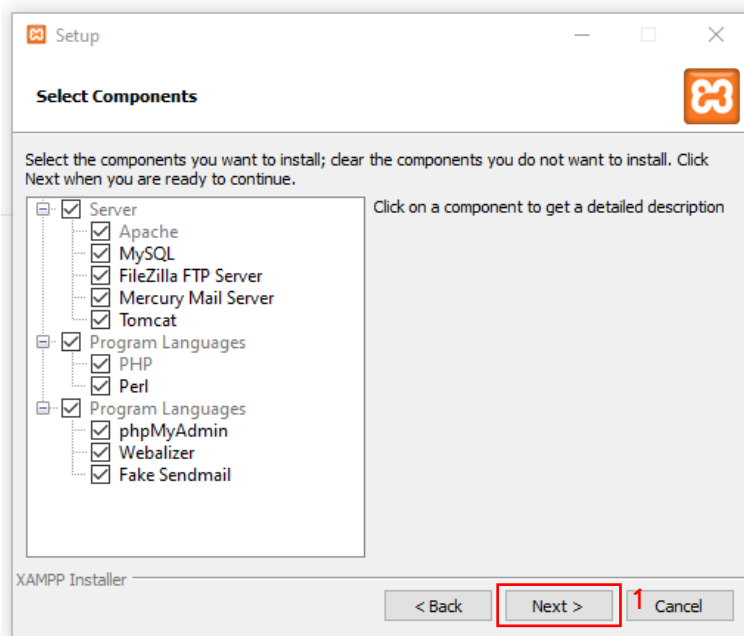 Setup
Select Components
Select the components you want to install; clear the components you do not want to install. Click
Next when you are ready to continue.
Server
Apache
MySQL
FileZilla FTP Server
Mercury Mail Server
Tomcat
Program Languages
PHP
Perl
Program Languages
phpMyAdmin
Webalizer
Fake Sendmail
Click on a component to get a detailed description
XAMPP Installer
< Back
Next >
1
Cancel